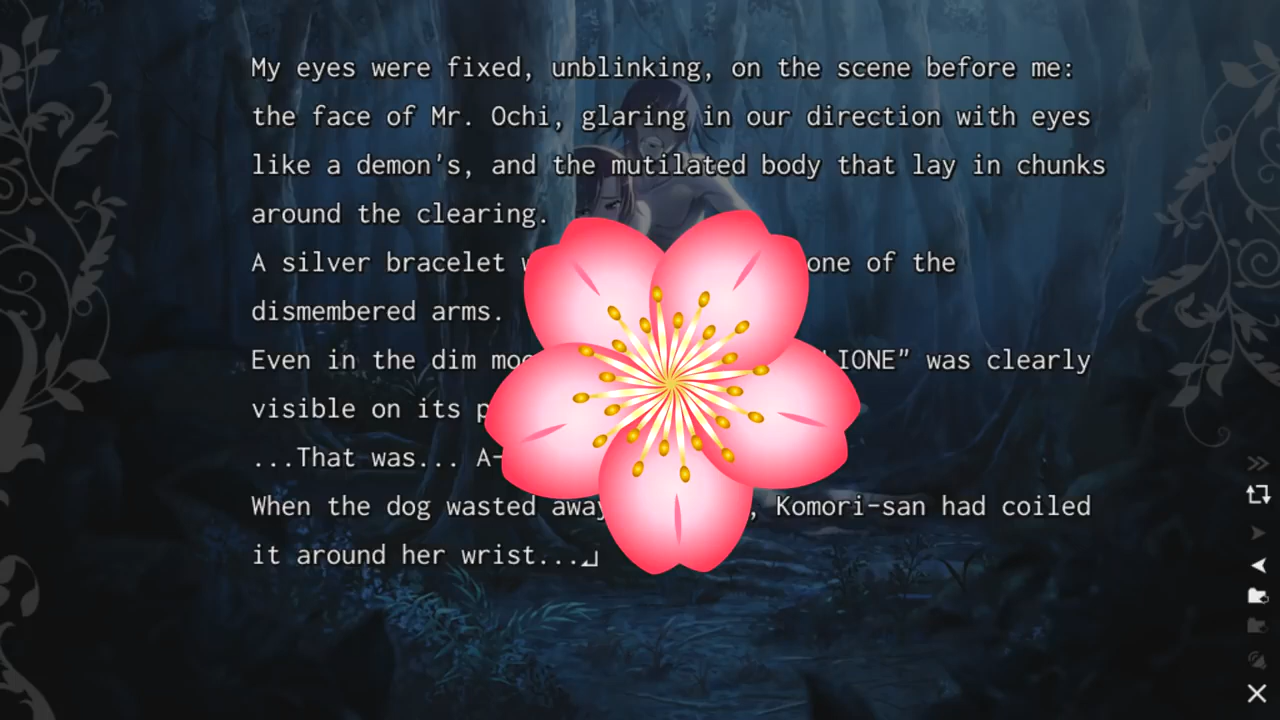 My eyes were fixed, unblinking, on the scene before me:
the face of Mr. Ochi, glaring in our direction with eyes
like a demon's, and the mutilated body that lay in chunks
around the clearing.
A silver bracelet one of the
dismembered arms.
Even in the dim was clearly
visible on its
...That was...
When the dog wasted , Komori-san had coiled
it around her wrist...